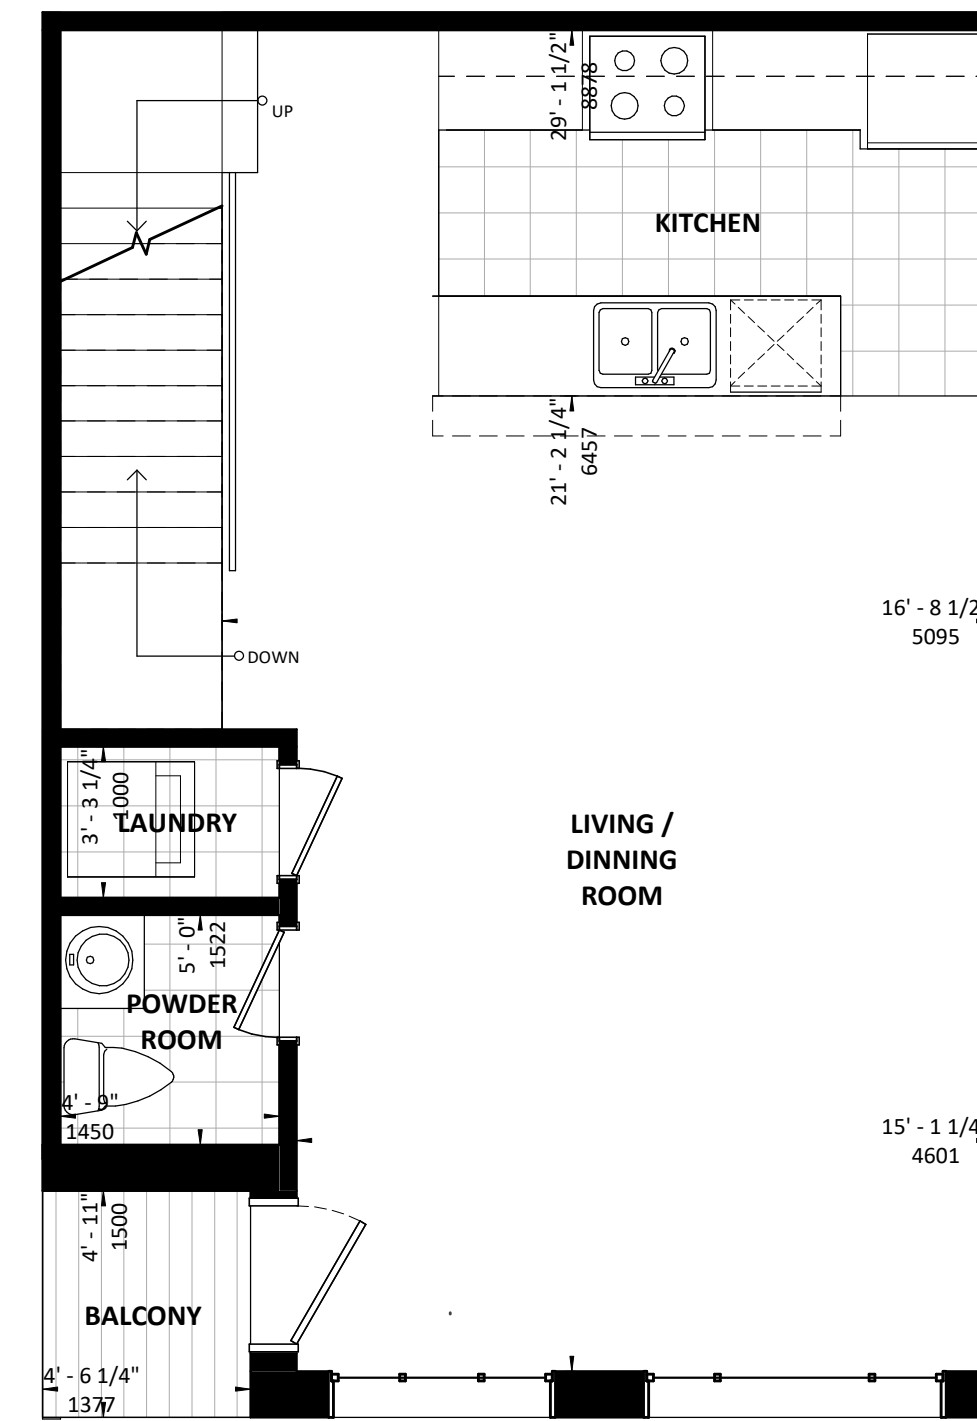 29' - 1 1/2"
8878
UP
KITCHEN
21' - 2 1/4"
6457
16' - 8 1/2
5095
DOWN
3' - 3 1/4"
1000
LAUNDRY
LIVING /
DINNING
ROOM
5' - 0"
1522
POWDER
ROOM
4' - 9"
1450
15' - 1 1/4
4601
4' - 11"
1500
BALCONY
4' - 6 1/4"
1377